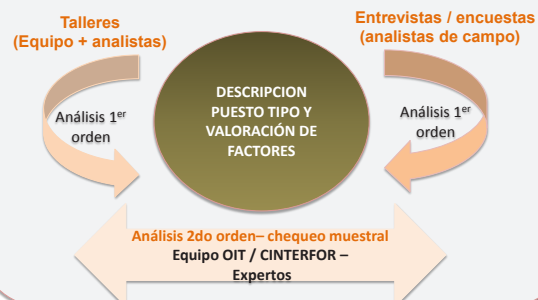 Talleres
(Equipo + analistas)
Entrevistas / encuestas
(analistas de campo)
DESCRIPCION
PUESTO TIPO Y
VALORACIÓN DE
FACTORES
Análisis 1er
orden
Análisis 1er
orden
Análisis 2do orden– chequeo muestral
Equipo OIT / CINTERFOR –
Expertos